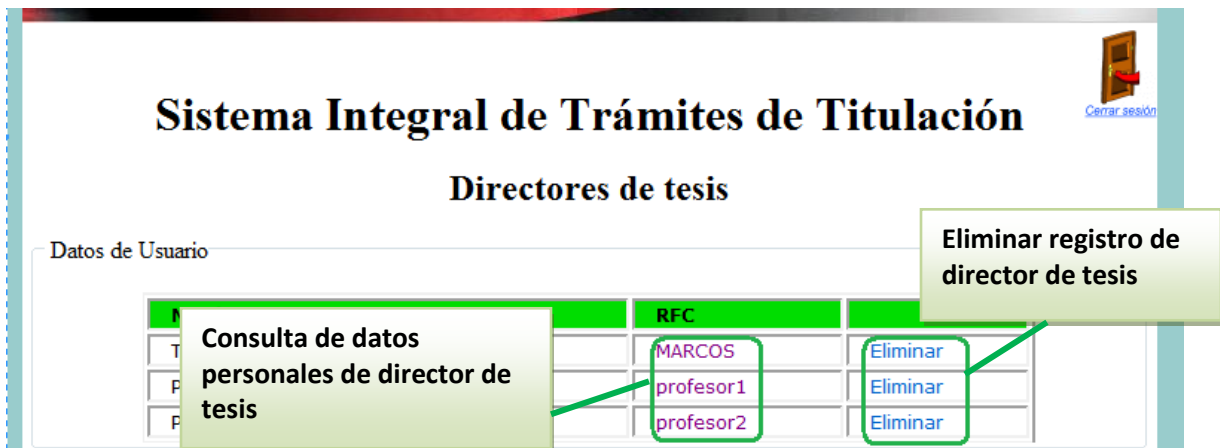 Cerrar sesión
Sistema Integral de Trámites de Titulación
Directores de tesis
Datos de Usuario
Eliminar registro de
director de tesis
RFC
Consulta de datos
personales de director de
tesis
MARCOS Eliminar
profesor1 Eliminar
profesor2 Eliminar